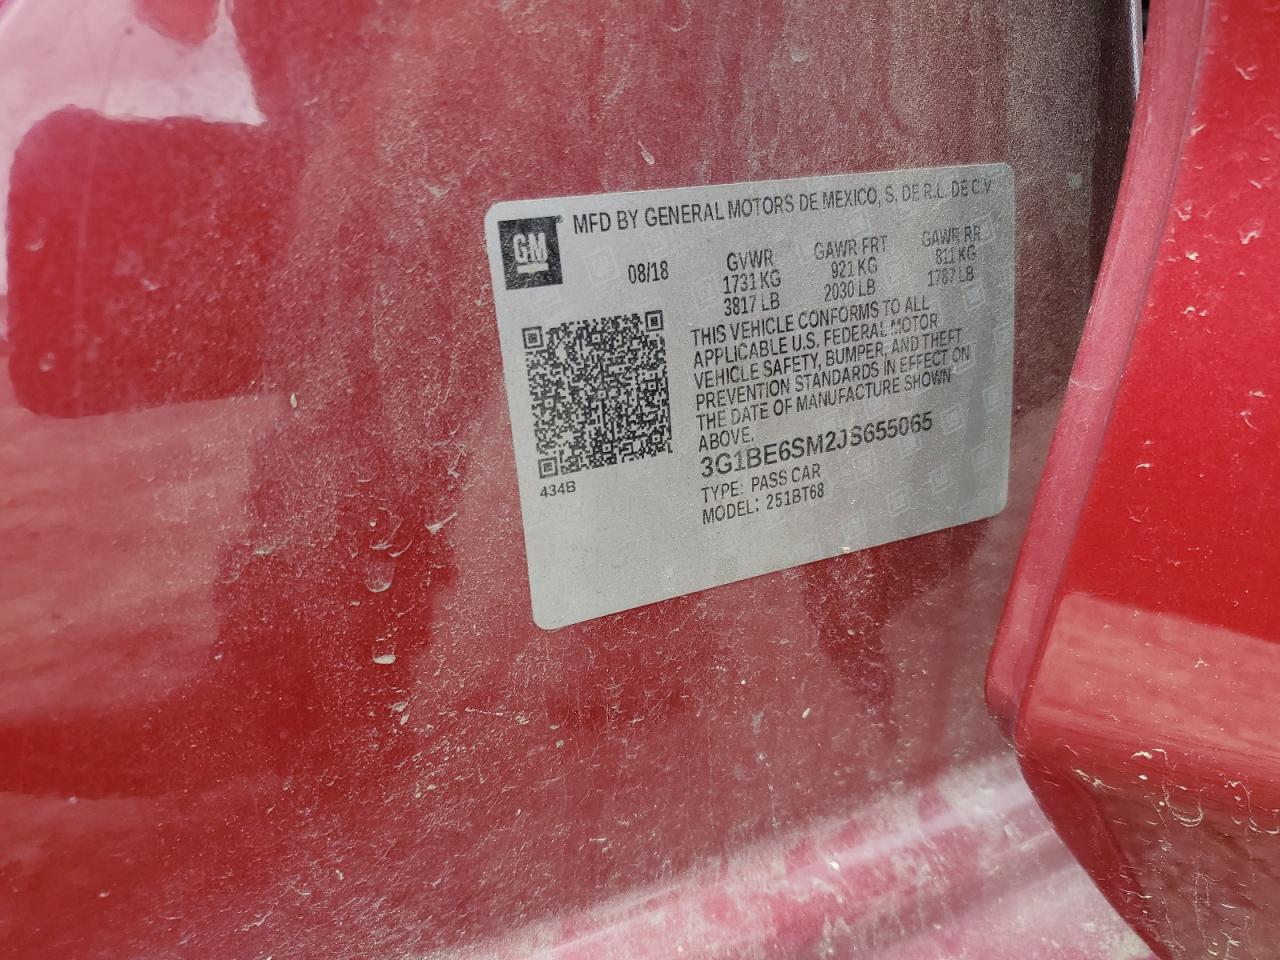 GM
MFD BY GENERAL MOTORS DE MEXICO, S. DE R.L. DE C.V.
08/18
GVWR GAWR FRT GAWR RR
1731 KG 921 KG 811 KG
3817 LB 2030 LB 1787 LB
THIS VEHICLE CONFORMS TO ALL
APPLICABLE U.S. FEDERAL MOTOR
VEHICLE SAFETY, BUMPER, AND THEFT
PREVENTION STANDARDS IN EFFECT ON
THE DATE OF MANUFACTURE SHOWN
ABOVE.
3G1BE6SM2JS655065
TYPE: PASS CAR
MODEL: 251BT68
434B